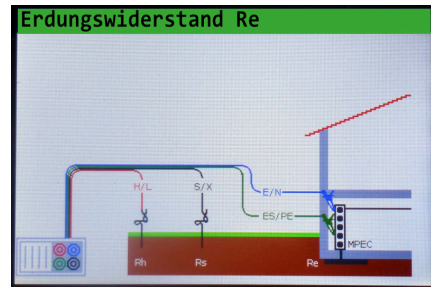 Erdungswiderstand Re
H/L
S/X
E/N
ES/PE
MPEC
Rh
Rs
Re